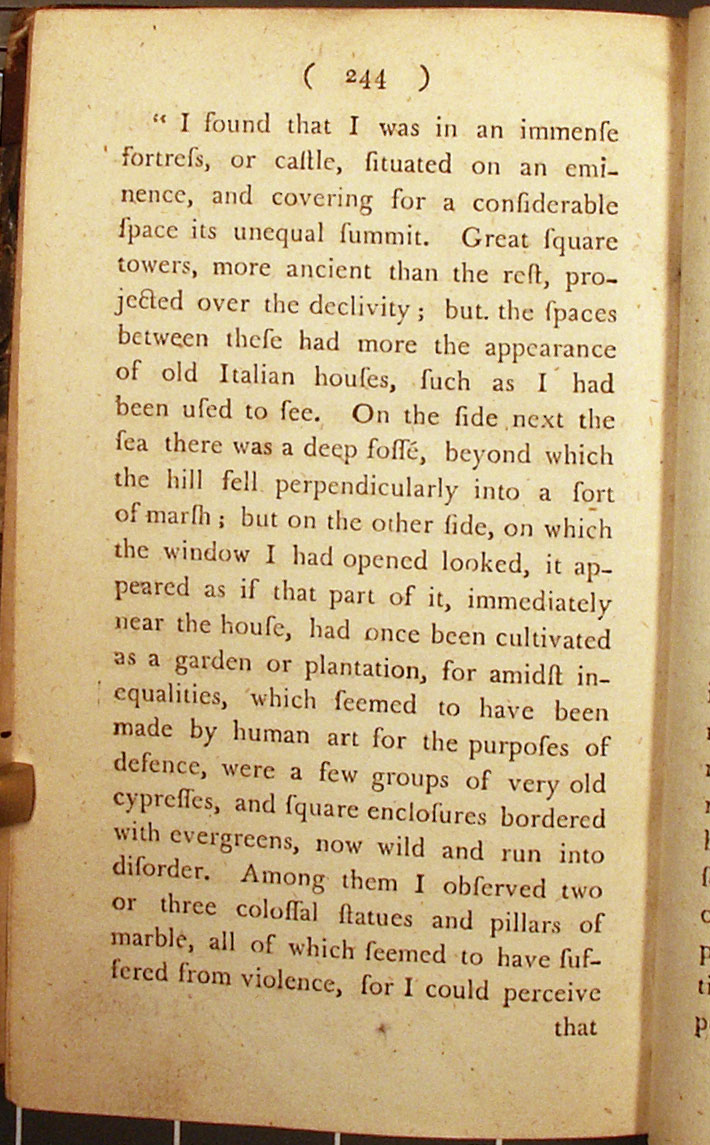 ( 244 )
“ I found that I was in an immenſe
fortreſs, or caſtle, ſituated on an emi-
nence, and covering for a conſiderable
ſpace its unequal ſummit. Great ſquare
towers, more ancient than the reſt, pro-
jected over the declivity ; but. the ſpaces
between theſe had more the appearance
of old Italian houſes, ſuch as I had
been uſed to ſee. On the ſide next the
ſea there was a deep foſſé, beyond which
the hill fell perpendicularly into a ſort
of marſh ; but on the other ſide, on which
the window I had opened looked, it ap-
peared as if that part of it, immediately
near the houſe, had once been cultivated
as a garden or plantation, for amidſt in-
equalities, which ſeemed to have been
made by human art for the purpoſes of
defence, were a few groups of very old
cypreſſes, and ſquare encloſures bordered
with evergreens, now wild and run into
diſorder. Among them I obſerved two
or three coloſſal ſtatues and pillars of
marble, all of which ſeemed to have ſuf-
fered from violence, for I could perceive
that